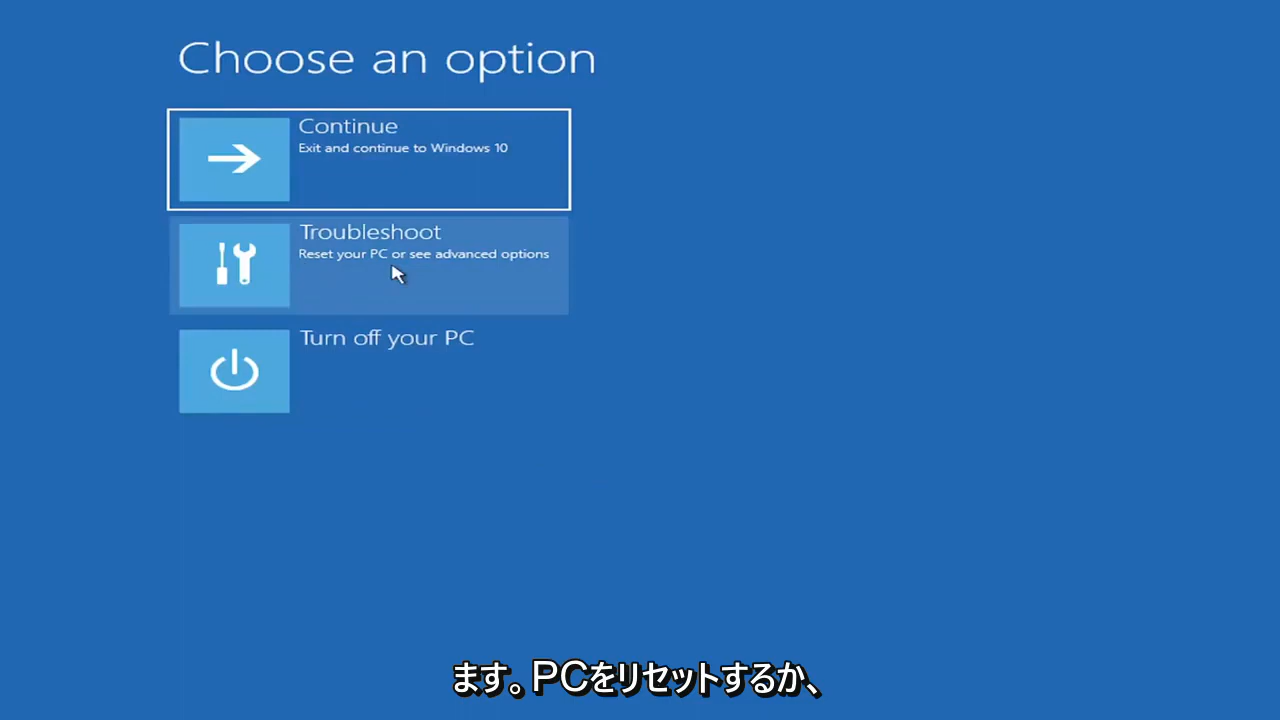 Choose an option
Continue
Exit and continue to Windows 10
Troubleshoot
Reset your PC or see advanced options
Turn off your PC
ます。PCをリセットするか、